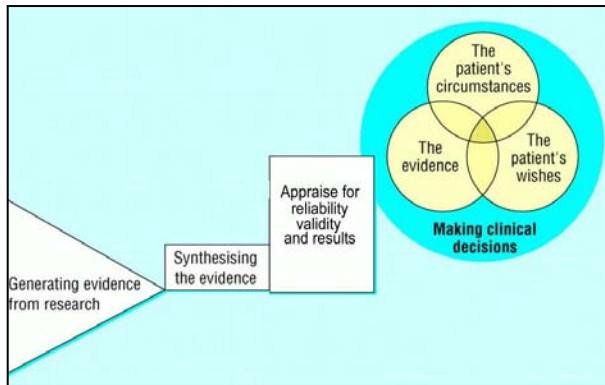 Generating evidence
from research
Synthesising
the evidence
Appraise for
reliability
validity
and results
The
patient's
circumstances
The
evidence
The
patient's
wishes
Making clinical
decisions